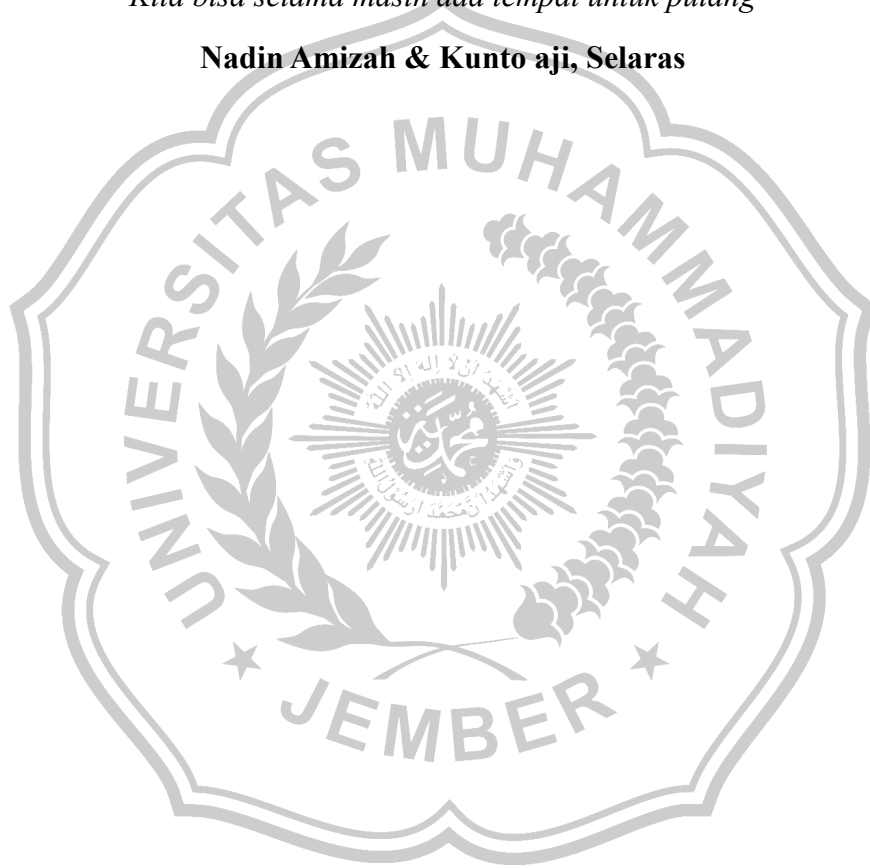 Kita bisa selama masih ada tempat untuk pulang
Nadin Amizah & Kunto aji, Selaras
UNIVERSITAS MUHAMMADIYAH
JEMBER